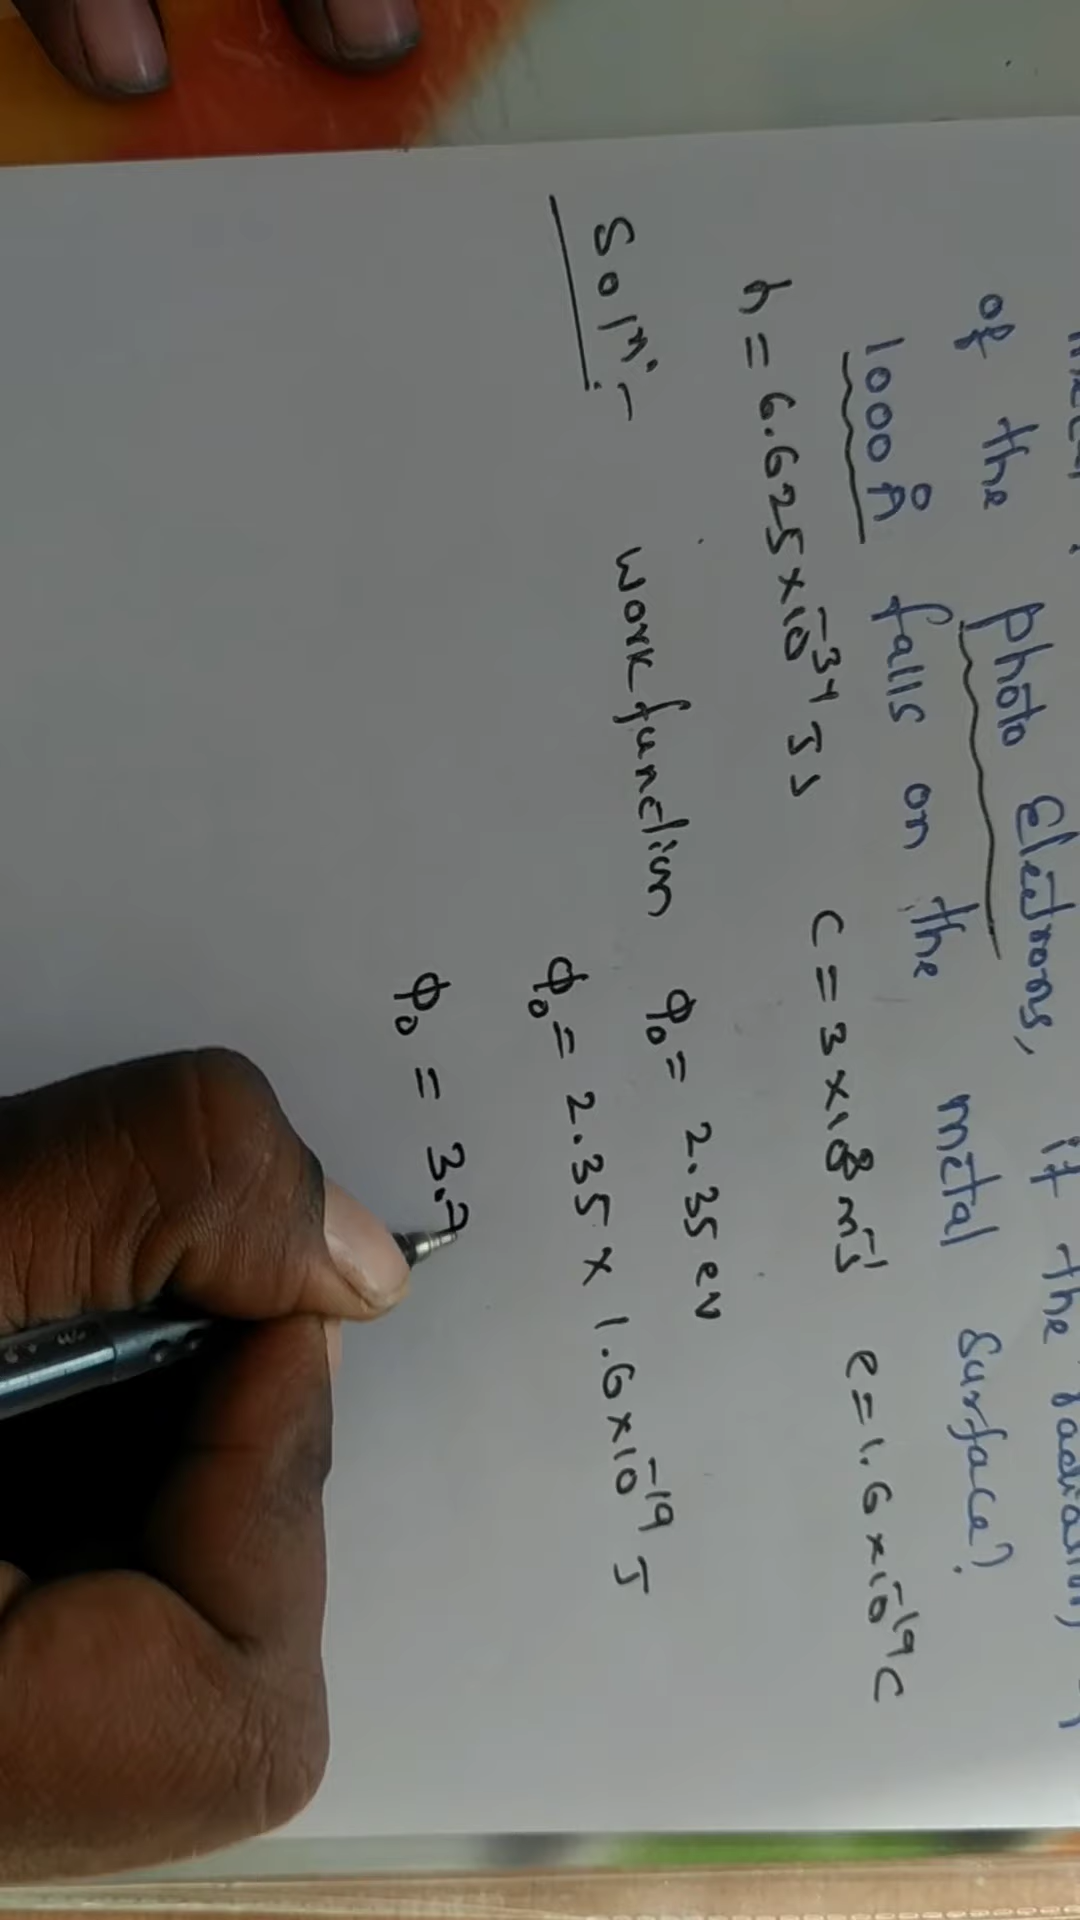 of the photo Electrons, if the
1000 Å falls on the metal surface?
h = 6.625×10⁻³⁴ Js C = 3×10⁸ ms⁻¹ e = 1.6×10⁻¹⁹ C
Soln:- work function φ₀ = 2.35 ev
φ₀ = 2.35 × 1.6×10⁻¹⁹ J
φ₀ = 3.7